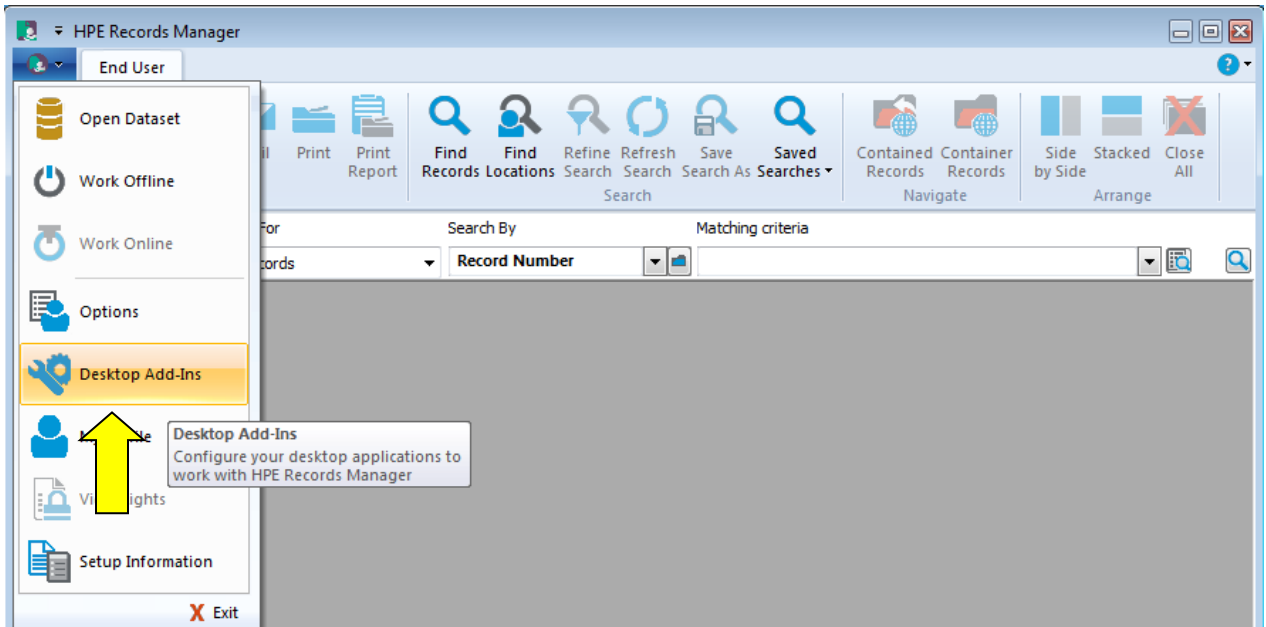 HPE Records Manager
End User
?
Open Dataset
Work Offline
Work Online
Options
Desktop Add-Ins
Setup Information
X Exit
Print
Print Report
Find Records
Find Locations
Refine Search
Refresh Search
Save Search As
Saved Searches
Search
Contained Records
Container Records
Navigate
Side by Side
Stacked
Close All
Arrange
Search By
Matching criteria
Record Number
Desktop Add-Ins
Configure your desktop applications to
work with HPE Records Manager